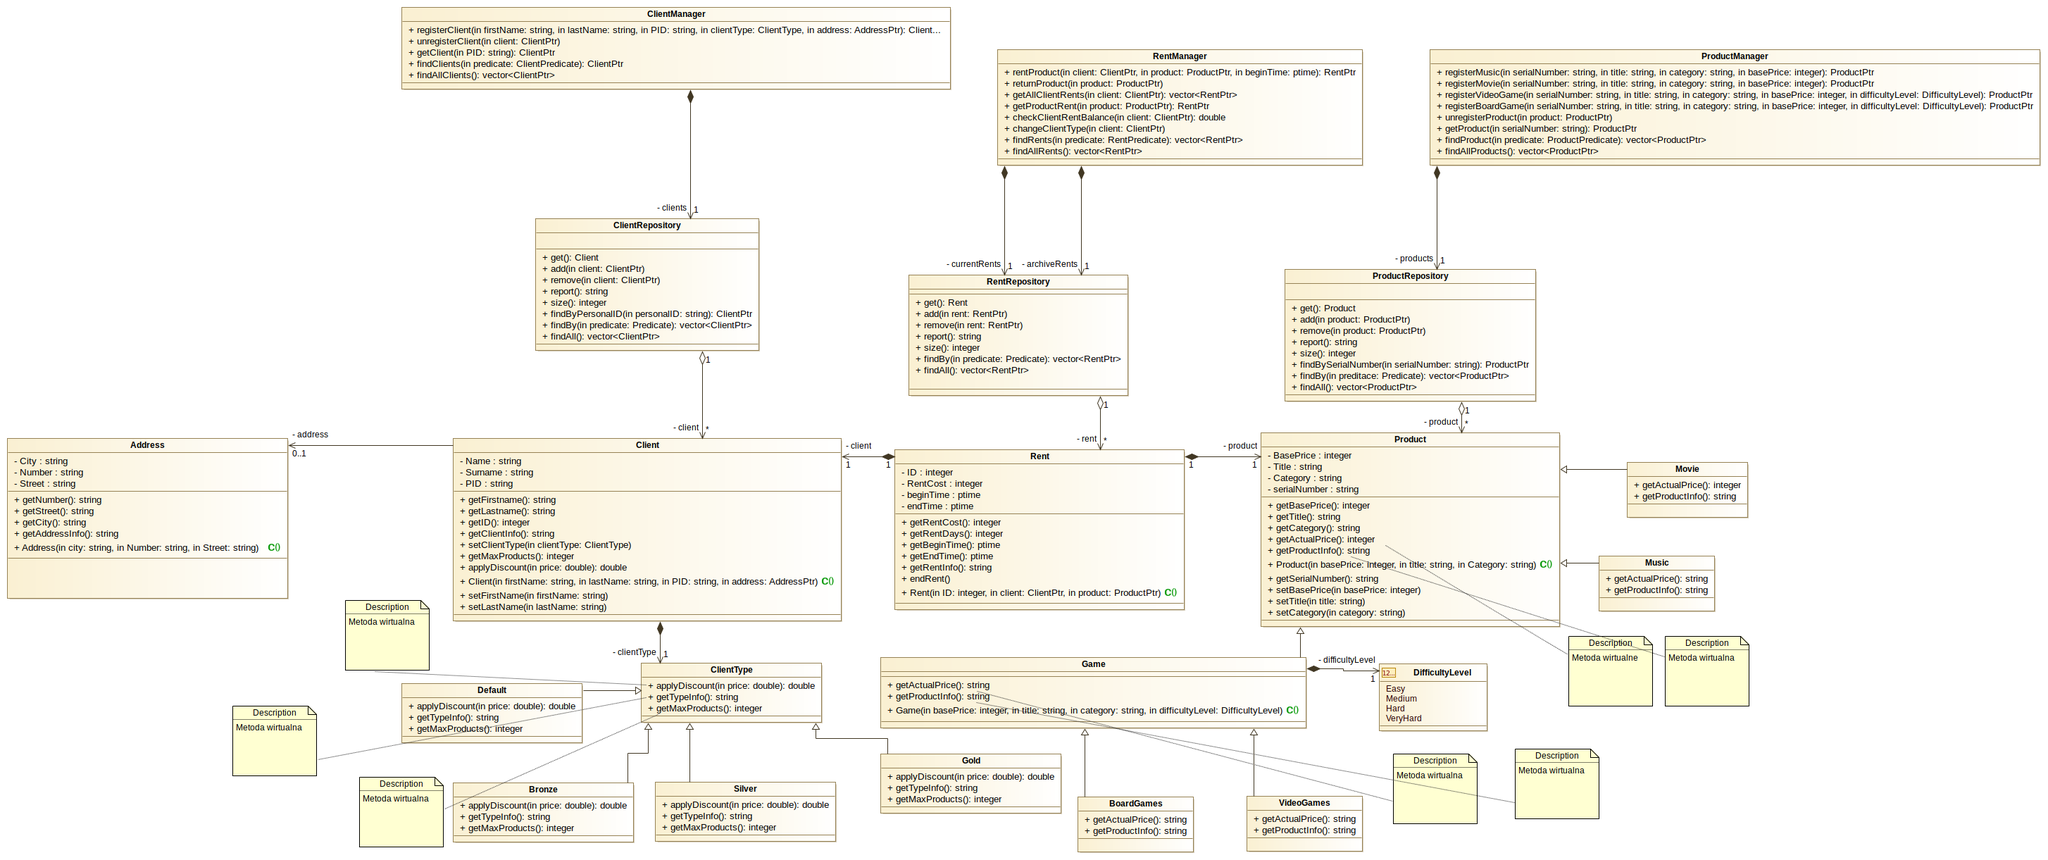 ClientManager
+ registerClient(in firstName: string, in lastName: string, in PID: string, in clientType: ClientType, in address: AddressPtr): Client...
+ unregisterClient(in client: ClientPtr)
+ getClient(in PID: string): ClientPtr
+ findClients(in predicate: ClientPredicate): ClientPtr
+ findAllClients(): vector<ClientPtr>
RentManager
+ rentProduct(in client: ClientPtr, in product: ProductPtr, in beginTime: ptime): RentPtr
+ returnProduct(in product: ProductPtr)
+ getAllClientRents(in client: ClientPtr): vector<RentPtr>
+ getProductRent(in product: ProductPtr): RentPtr
+ checkClientRentBalance(in client: ClientPtr): double
+ changeClientType(in client: ClientPtr)
+ findRents(in predicate: RentPredicate): vector<RentPtr>
+ findAllRents(): vector<RentPtr>
ProductManager
+ registerMusic(in serialNumber: string, in title: string, in category: string, in basePrice: integer): ProductPtr
+ registerMovie(in serialNumber: string, in title: string, in category: string, in basePrice: integer): ProductPtr
+ registerVideoGame(in serialNumber: string, in title: string, in category: string, in basePrice: integer, in difficultyLevel: DifficultyLevel): ProductPtr
+ registerBoardGame(in serialNumber: string, in title: string, in category: string, in basePrice: integer, in difficultyLevel: DifficultyLevel): ProductPtr
+ unregisterProduct(in product: ProductPtr)
+ getProduct(in serialNumber: string): ProductPtr
+ findProduct(in predicate: ProductPredicate): vector<ProductPtr>
+ findAllProducts(): vector<ProductPtr>
- clients
1
- currentRents
1
- archiveRents
1
- products
1
ClientRepository
+ get(): Client
+ add(in client: ClientPtr)
+ remove(in client: ClientPtr)
+ report(): string
+ size(): integer
+ findByPersonalID(in personalID: string): ClientPtr
+ findBy(in predicate: Predicate): vector<ClientPtr>
+ findAll(): vector<ClientPtr>
RentRepository
+ get(): Rent
+ add(in rent: RentPtr)
+ remove(in rent: RentPtr)
+ report(): string
+ size(): integer
+ findBy(in predicate: Predicate): vector<RentPtr>
+ findAll(): vector<RentPtr>
ProductRepository
+ get(): Product
+ add(in product: ProductPtr)
+ remove(in product: ProductPtr)
+ report(): string
+ size(): integer
+ findBySerialNumber(in serialNumber: string): ProductPtr
+ findBy(in preditace: Predicate): vector<ProductPtr>
+ findAll(): vector<ProductPtr>
1
- client
*
1
- rent
*
1
- product
*
Address
- City : string
- Number : string
- Street : string
+ getNumber(): string
+ getStreet(): string
+ getCity(): string
+ getAddressInfo(): string
+ Address(in city: string, in Number: string, in Street: string) C()
- address
0..1
Client
- Name : string
- Surname : string
- PID : string
+ getFirstname(): string
+ getLastname(): string
+ getID(): integer
+ getClientInfo(): string
+ setClientType(in clientType: ClientType)
+ getMaxProducts(): integer
+ applyDiscount(in price: double): double
+ Client(in firstName: string, in lastName: string, in PID: string, in address: AddressPtr) C()
+ setFirstName(in firstName: string)
+ setLastName(in lastName: string)
- client
1
1
Rent
- ID : integer
- RentCost : integer
- beginTime : ptime
- endTime : ptime
+ getRentCost(): integer
+ getRentDays(): integer
+ getBeginTime(): ptime
+ getEndTime(): ptime
+ getRentInfo(): string
+ endRent()
+ Rent(in ID: integer, in client: ClientPtr, in product: ProductPtr) C()
- product
1
1
Product
- BasePrice : integer
- Title : string
- Category : string
- serialNumber : string
+ getBasePrice(): integer
+ getTitle(): string
+ getCategory(): string
+ getActualPrice(): integer
+ getProductInfo(): string
+ Product(in basePrice: integer, in title: string, in Category: string) C()
+ getSerialNumber(): string
+ setBasePrice(in basePrice: integer)
+ setTitle(in title: string)
+ setCategory(in category: string)
Movie
+ getActualPrice(): integer
+ getProductInfo(): string
Music
+ getActualPrice(): string
+ getProductInfo(): string
Description
Metoda wirtualna
Description
Metoda wirtualne
Description
Metoda wirtualna
- clientType
1
ClientType
+ applyDiscount(in price: double): double
+ getTypeInfo(): string
+ getMaxProducts(): integer
Default
+ applyDiscount(in price: double): double
+ getTypeInfo(): string
+ getMaxProducts(): integer
Game
+ getActualPrice(): string
+ getProductInfo(): string
+ Game(in basePrice: integer, in title: string, in category: string, in difficultyLevel: DifficultyLevel) C()
- difficultyLevel
1
12... DifficultyLevel
Easy
Medium
Hard
VeryHard
Description
Metoda wirtualna
Description
Metoda wirtualna
Bronze
+ applyDiscount(in price: double): double
+ getTypeInfo(): string
+ getMaxProducts(): integer
Silver
+ applyDiscount(in price: double): double
+ getTypeInfo(): string
+ getMaxProducts(): integer
Gold
+ applyDiscount(in price: double): double
+ getTypeInfo(): string
+ getMaxProducts(): integer
BoardGames
+ getActualPrice(): string
+ getProductInfo(): string
VideoGames
+ getActualPrice(): string
+ getProductInfo(): string
Description
Metoda wirtualna
Description
Metoda wirtualna